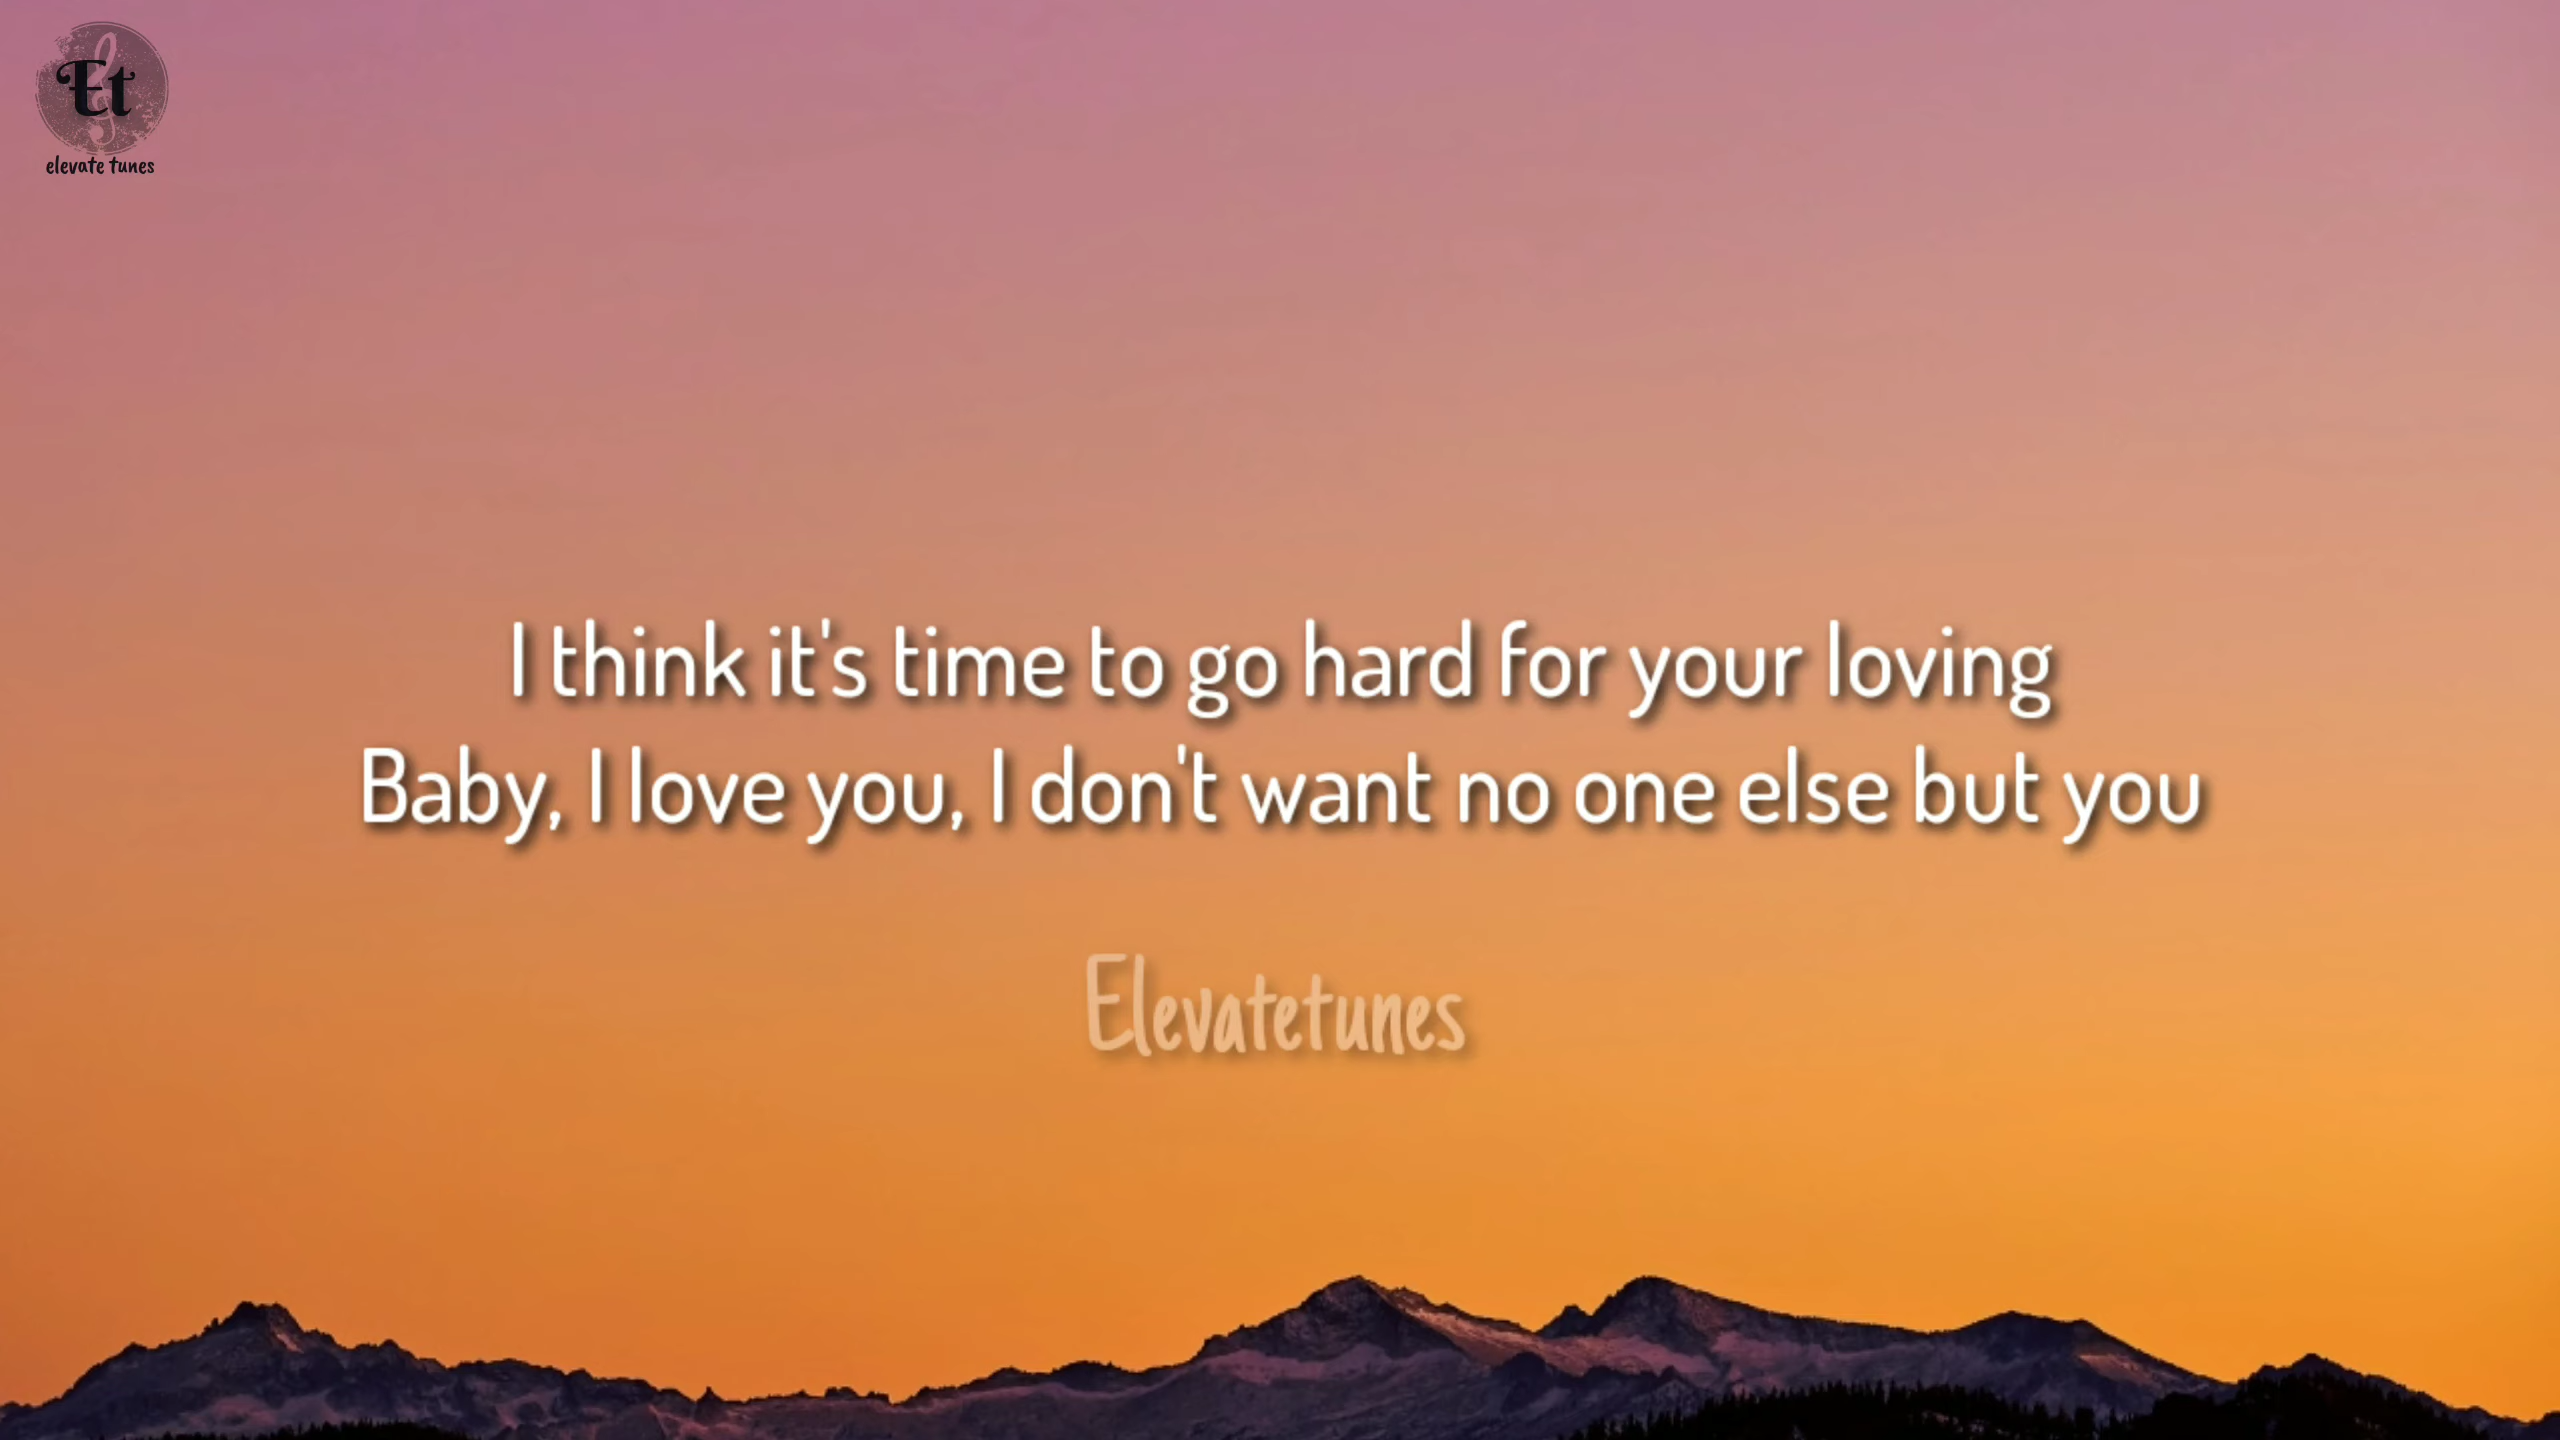 Et
elevate tunes
I think it's time to go hard for your loving
Baby, I love you, I don't want no one else but you
Elevatetunes